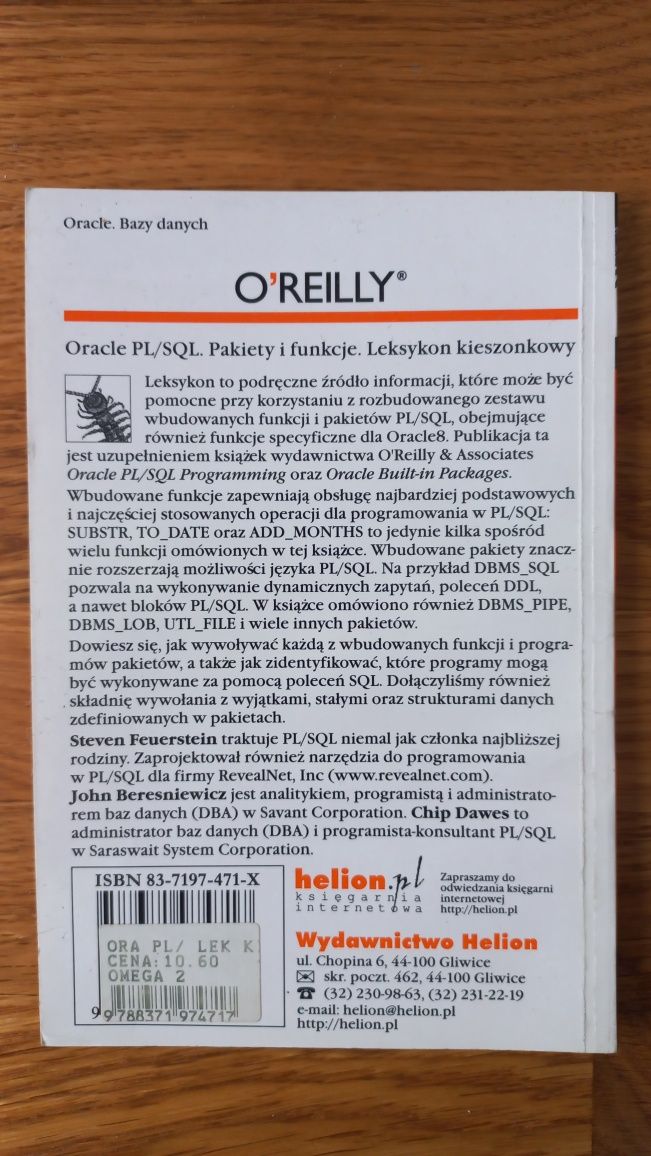 Oracle. Bazy danych
O'REILLY®
Oracle PL/SQL. Pakiety i funkcje. Leksykon kieszonkowy
Leksykon to podręczne źródło informacji, które może być
pomocne przy korzystaniu z rozbudowanego zestawu
wbudowanych funkcji i pakietów PL/SQL, obejmujące
również funkcje specyficzne dla Oracle8. Publikacja ta
jest uzupełnieniem książek wydawnictwa O'Reilly & Associates
Oracle PL/SQL Programming oraz Oracle Built-in Packages.
Wbudowane funkcje zapewniają obsługę najbardziej podstawowych
i najczęściej stosowanych operacji dla programowania w PL/SQL:
SUBSTR, TO_DATE oraz ADD_MONTHS to jedynie kilka spośród
wielu funkcji omówionych w tej książce. Wbudowane pakiety znacz-
nie rozszerzają możliwości języka PL/SQL. Na przykład DBMS_SQL
pozwala na wykonywanie dynamicznych zapytań, poleceń DDL,
a nawet bloków PL/SQL. W książce omówiono również DBMS_PIPE,
DBMS_LOB, UTL_FILE i wiele innych pakietów.
Dowiesz się, jak wywoływać każdą z wbudowanych funkcji i progra-
mów pakietów, a także jak zidentyfikować, które programy mogą
być wykonywane za pomocą poleceń SQL. Dołączyliśmy również
składnię wywołania z wyjątkami, stałymi oraz strukturami danych
zdefiniowanych w pakietach.
Steven Feuerstein traktuje PL/SQL niemal jak członka najbliższej
rodziny. Zaprojektował również narzędzia do programowania
w PL/SQL dla firmy RevealNet, Inc (www.revealnet.com).
John Beresniewicz jest analitykiem, programistą i administrato-
rem baz danych (DBA) w Savant Corporation. Chip Dawes to
administrator baz danych (DBA) i programista-konsultant PL/SQL
w Saraswait System Corporation.
ISBN 83-7197-471-X
ORA PL/ LEK K
CENA: 10.60
OMEGA 2
9 788371 974717
helion.pl
księgarnia
internetowa
Zapraszamy do
odwiedzania księgarni
internetowej
http://helion.pl
Wydawnictwo Helion
ul. Chopina 6, 44-100 Gliwice
skr. poczt. 462, 44-100 Gliwice
(32) 230-98-63, (32) 231-22-19
e-mail: helion@helion.pl
http://helion.pl